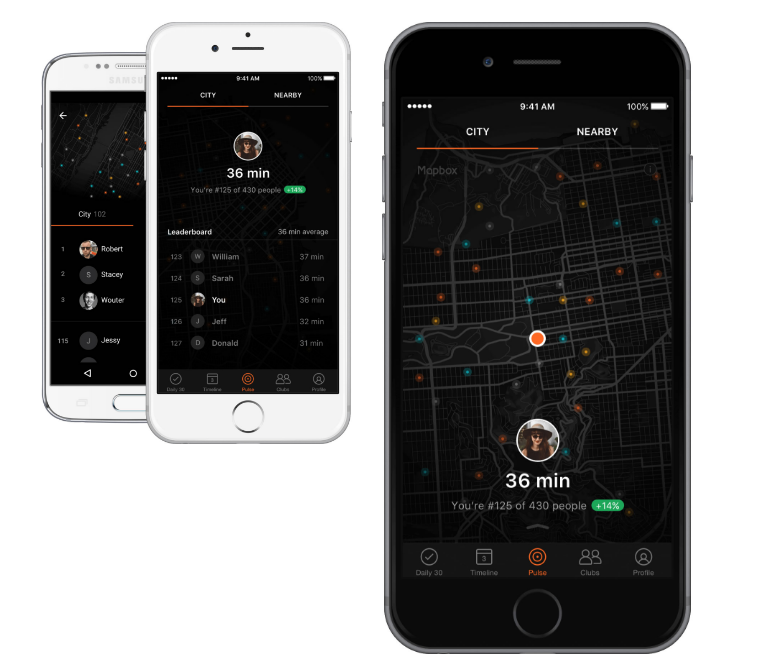 SAMSU
City 102
1 Robert
2 S Stacey
3 Wouter
115 J Jessy
9:41 AM 100%
CITY NEARBY
36 min
You're #125 of 430 people +14%
Leaderboard 36 min average
123 W William 37 min
124 S Sarah 36 min
125 You 36 min
126 J Jeff 32 min
127 D Donald 31 min
Daily 30 Timeline Pulse Clubs Profile
9:41 AM 100%
CITY NEARBY
Mapbox
36 min
You're #125 of 430 people +14%
3
Daily 30 Timeline Pulse Clubs Profile